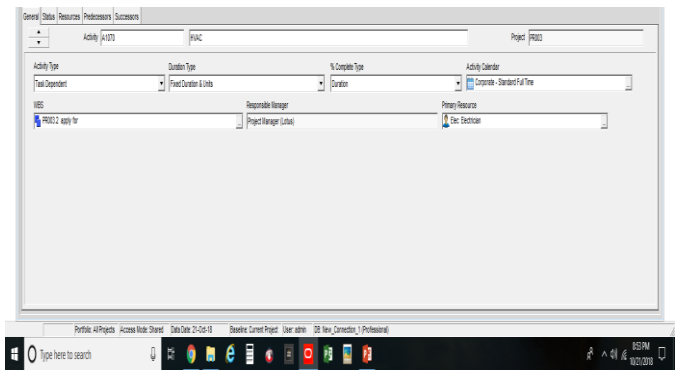 General Status Resources Predecessors Successors
Activity A1070 HVAC Project PR003
Activity Type Duration Type % Complete Type Activity Calendar
Task Dependent Fixed Duration & Units Duration Corporate - Standard Full Time
WBS Responsible Manager Primary Resource
PR003.2 apply for Project Manager (Lotus) Elec Electrician
Portfolio: All Projects Access Mode: Shared Data Date: 21-Oct-18 Baseline: Current Project User: admin DB: New_Connection_1 (Professional)
Type here to search
8:53 PM
10/21/2018